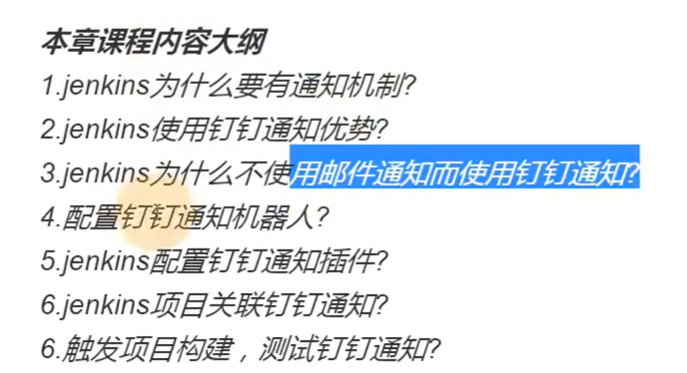 本章课程内容大纲
1.jenkins为什么要有通知机制?
2.jenkins使用钉钉通知优势?
3.jenkins为什么不使用邮件通知而使用钉钉通知?
4.配置钉钉通知机器人?
5.jenkins配置钉钉通知插件?
6.jenkins项目关联钉钉通知?
6.触发项目构建，测试钉钉通知?